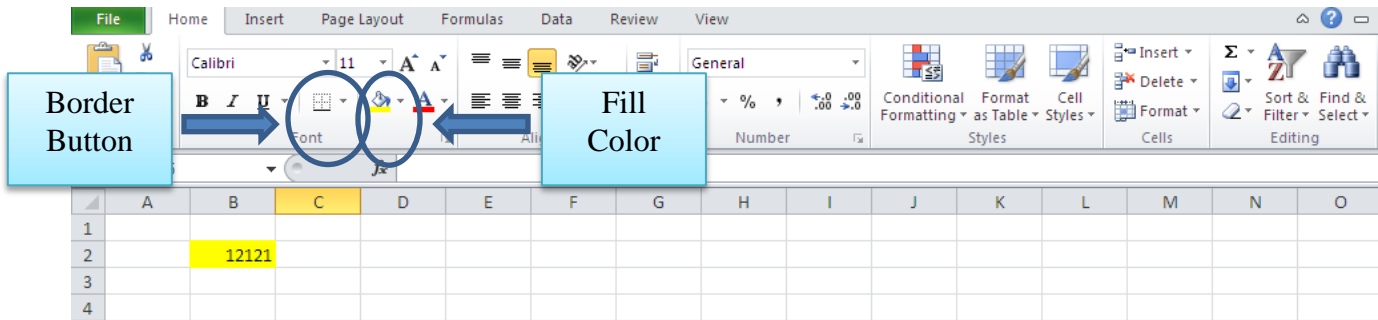 File Home Insert Page Layout Formulas Data Review View
Calibri 11 A A General Insert
Delete
Border Button
B I U A Fill Color % , .0 .00 .00 .0 Conditional Formatting Format as Table Cell Styles Format Σ Sort & Filter Find & Select
Font Number Styles Cells Editing
fx
A B C D E F G H I J K L M N O
1
2 12121
3
4